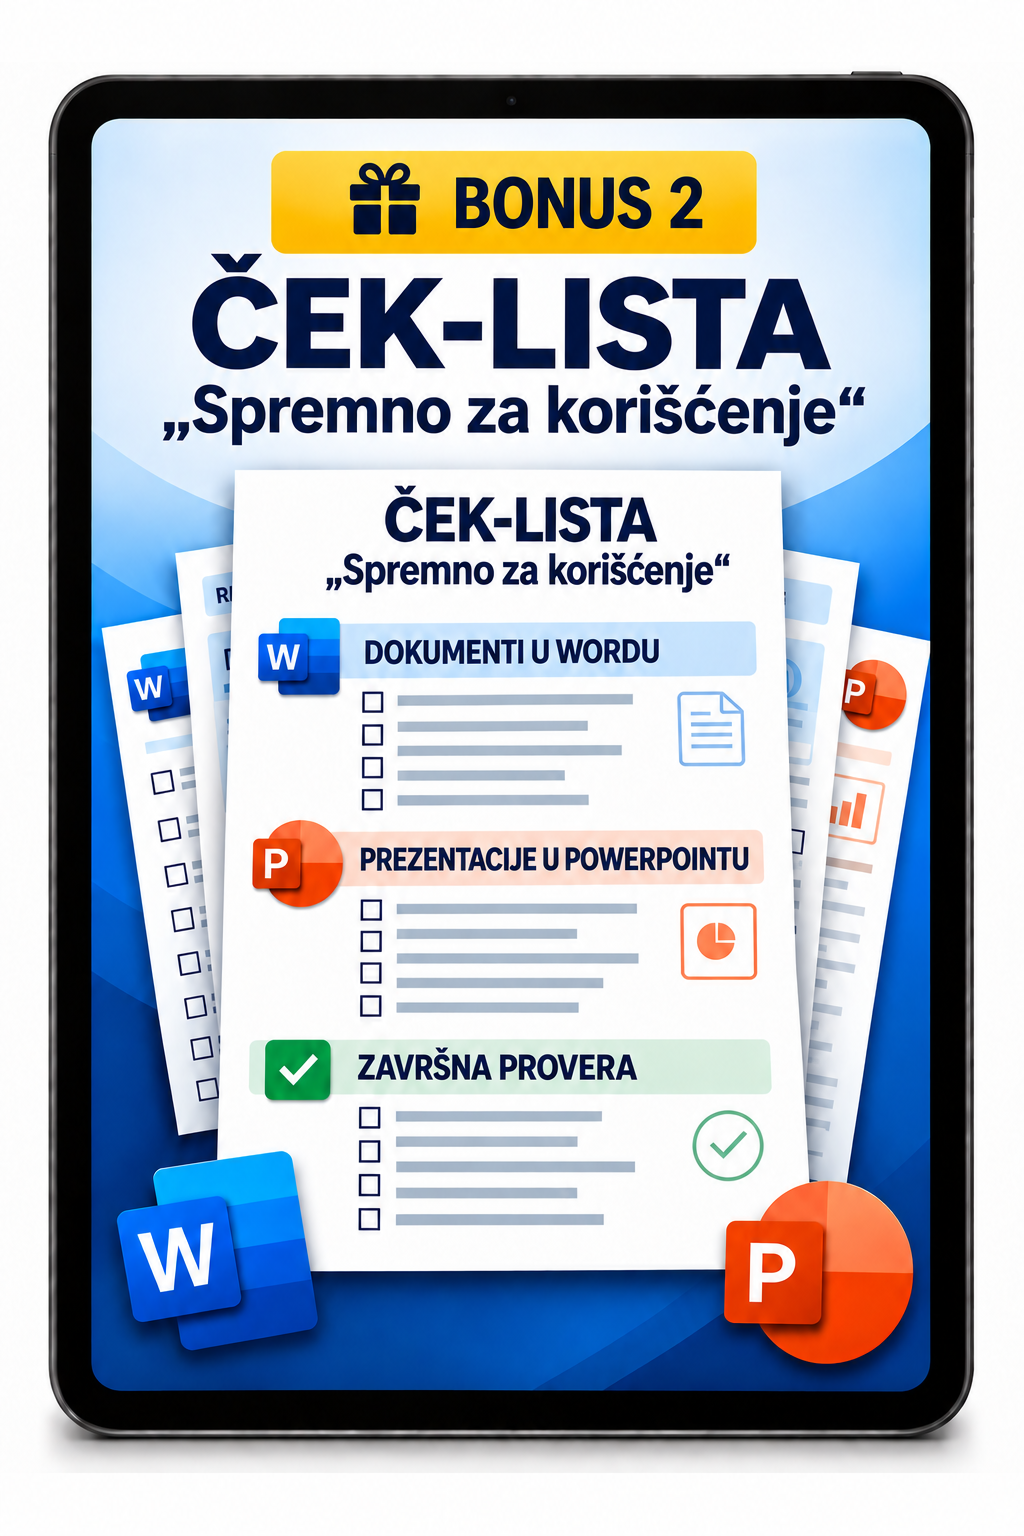 BONUS 2
ČEK-LISTA
„Spremno za korišćenje“
ČEK-LISTA
„Spremno za korišćenje“
W DOKUMENTI U WORDU
P PREZENTACIJE U POWERPOINTU
ZAVRŠNA PROVERA
W
P
W
P